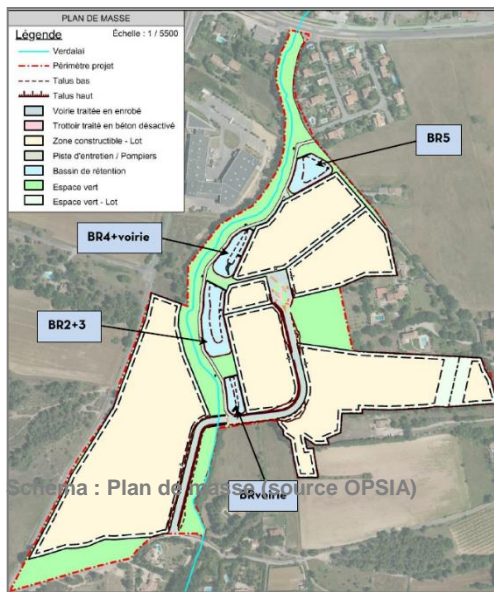 PLAN DE MASSE
Légende
Échelle : 1 / 5500
Verdalaï
Périmètre projet
Talus bas
Talus haut
Voirie traitée en enrobé
Trottoir traité en béton désactivé
Zone constructible - Lot
Piste d'entretien / Pompiers
Bassin de rétention
Espace vert
Espace vert - Lot
BR5
BR4+voirie
BR2+3
BRvoirie
Schéma : Plan de masse (source OPSIA)